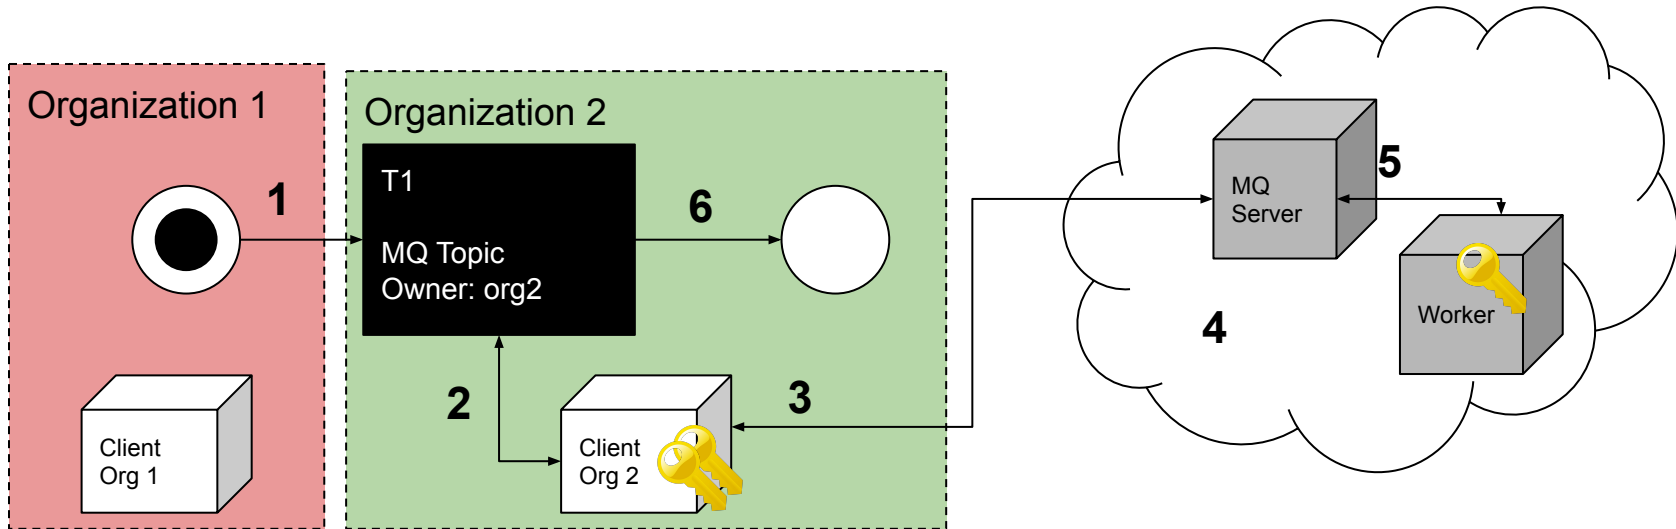 Organization 1
Organization 2
T1
MQ Topic
Owner: org2
1
6
2
3
4
5
Client
Org 1
Client
Org 2
MQ
Server
Worker